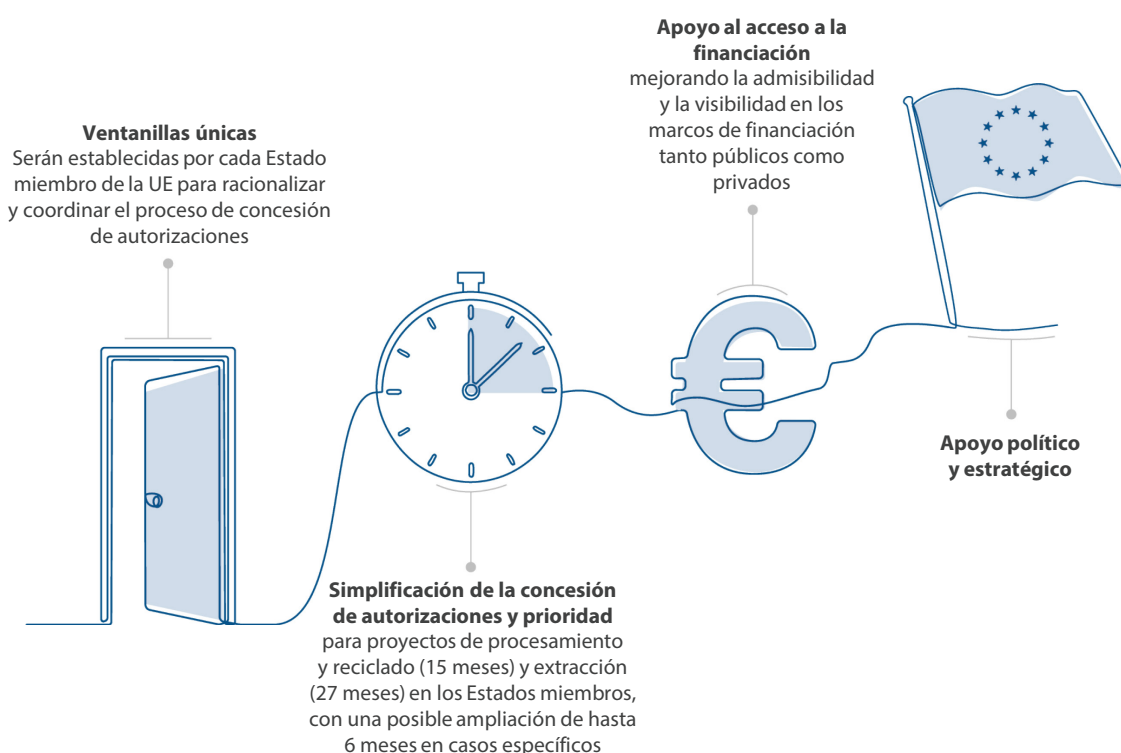 Ventanillas únicas
Serán establecidas por cada Estado
miembro de la UE para racionalizar
y coordinar el proceso de concesión
de autorizaciones
Simplificación de la concesión
de autorizaciones y prioridad
para proyectos de procesamiento
y reciclado (15 meses) y extracción
(27 meses) en los Estados miembros,
con una posible ampliación de hasta
6 meses en casos específicos
Apoyo al acceso a la
financiación
mejorando la admisibilidad
y la visibilidad en los
marcos de financiación
tanto públicos como
privados
€
Apoyo político
y estratégico